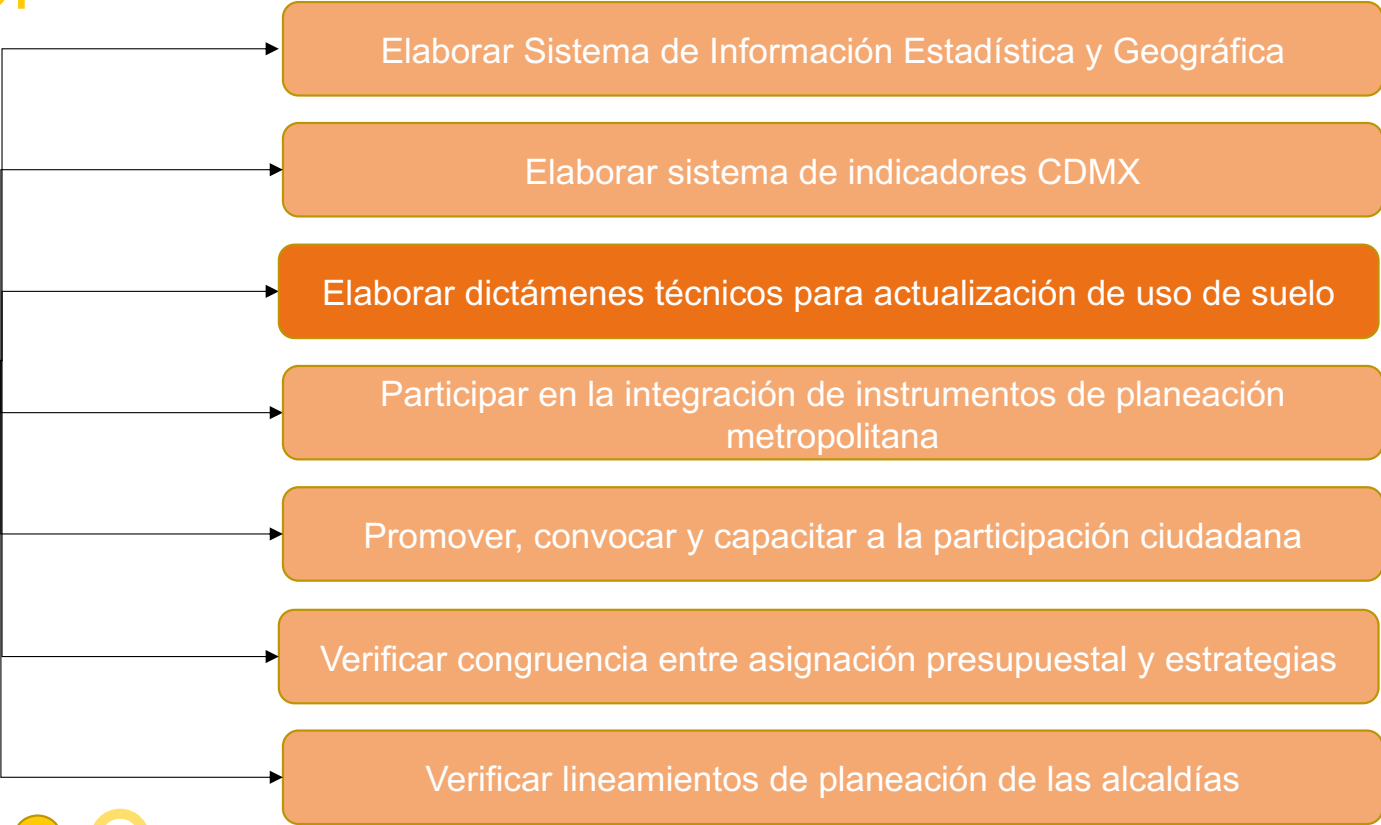 Elaborar Sistema de Información Estadística y Geográfica
Elaborar sistema de indicadores CDMX
Elaborar dictámenes técnicos para actualización de uso de suelo
Participar en la integración de instrumentos de planeación
metropolitana
Promover, convocar y capacitar a la participación ciudadana
Verificar congruencia entre asignación presupuestal y estrategias
Verificar lineamientos de planeación de las alcaldías